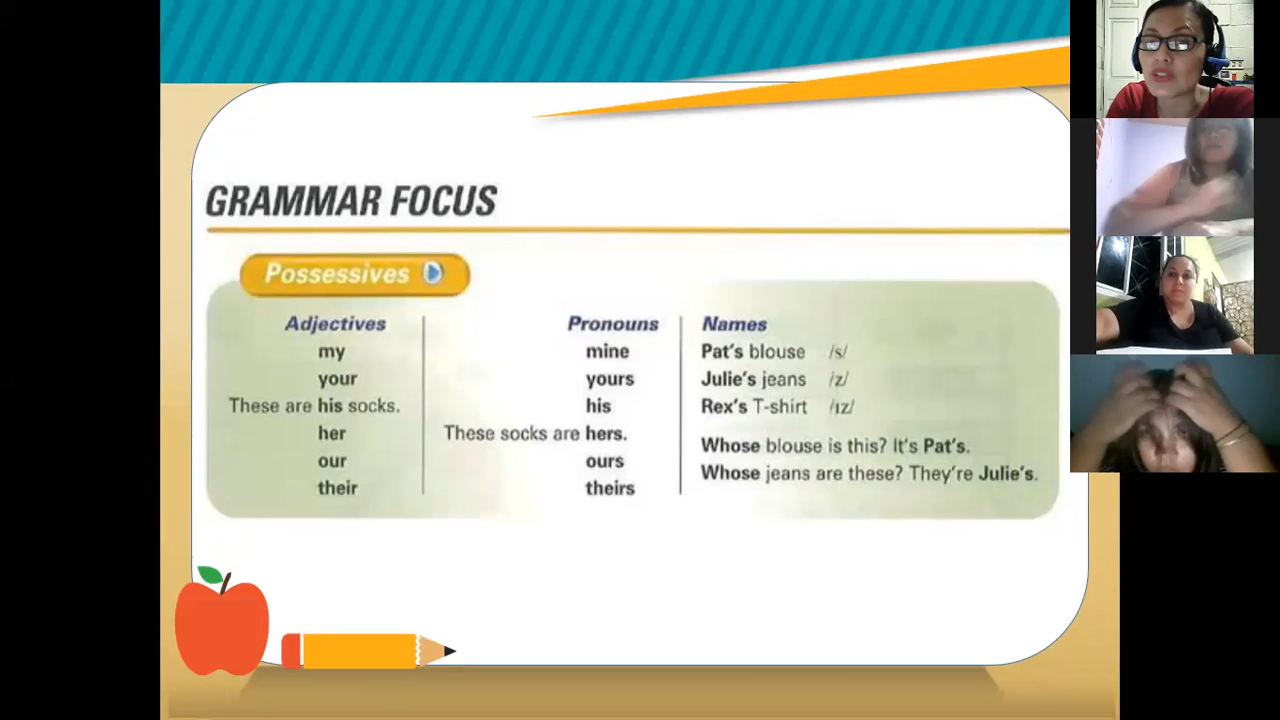 GRAMMAR FOCUS
Possessives
Adjectives
my
your
These are his socks.
her
our
their
Pronouns
mine
yours
his
These socks are hers.
ours
theirs
Names
Pat's blouse /s/
Julie's jeans /z/
Rex's T-shirt /ɪz/
Whose blouse is this? It's Pat's.
Whose jeans are these? They're Julie's.